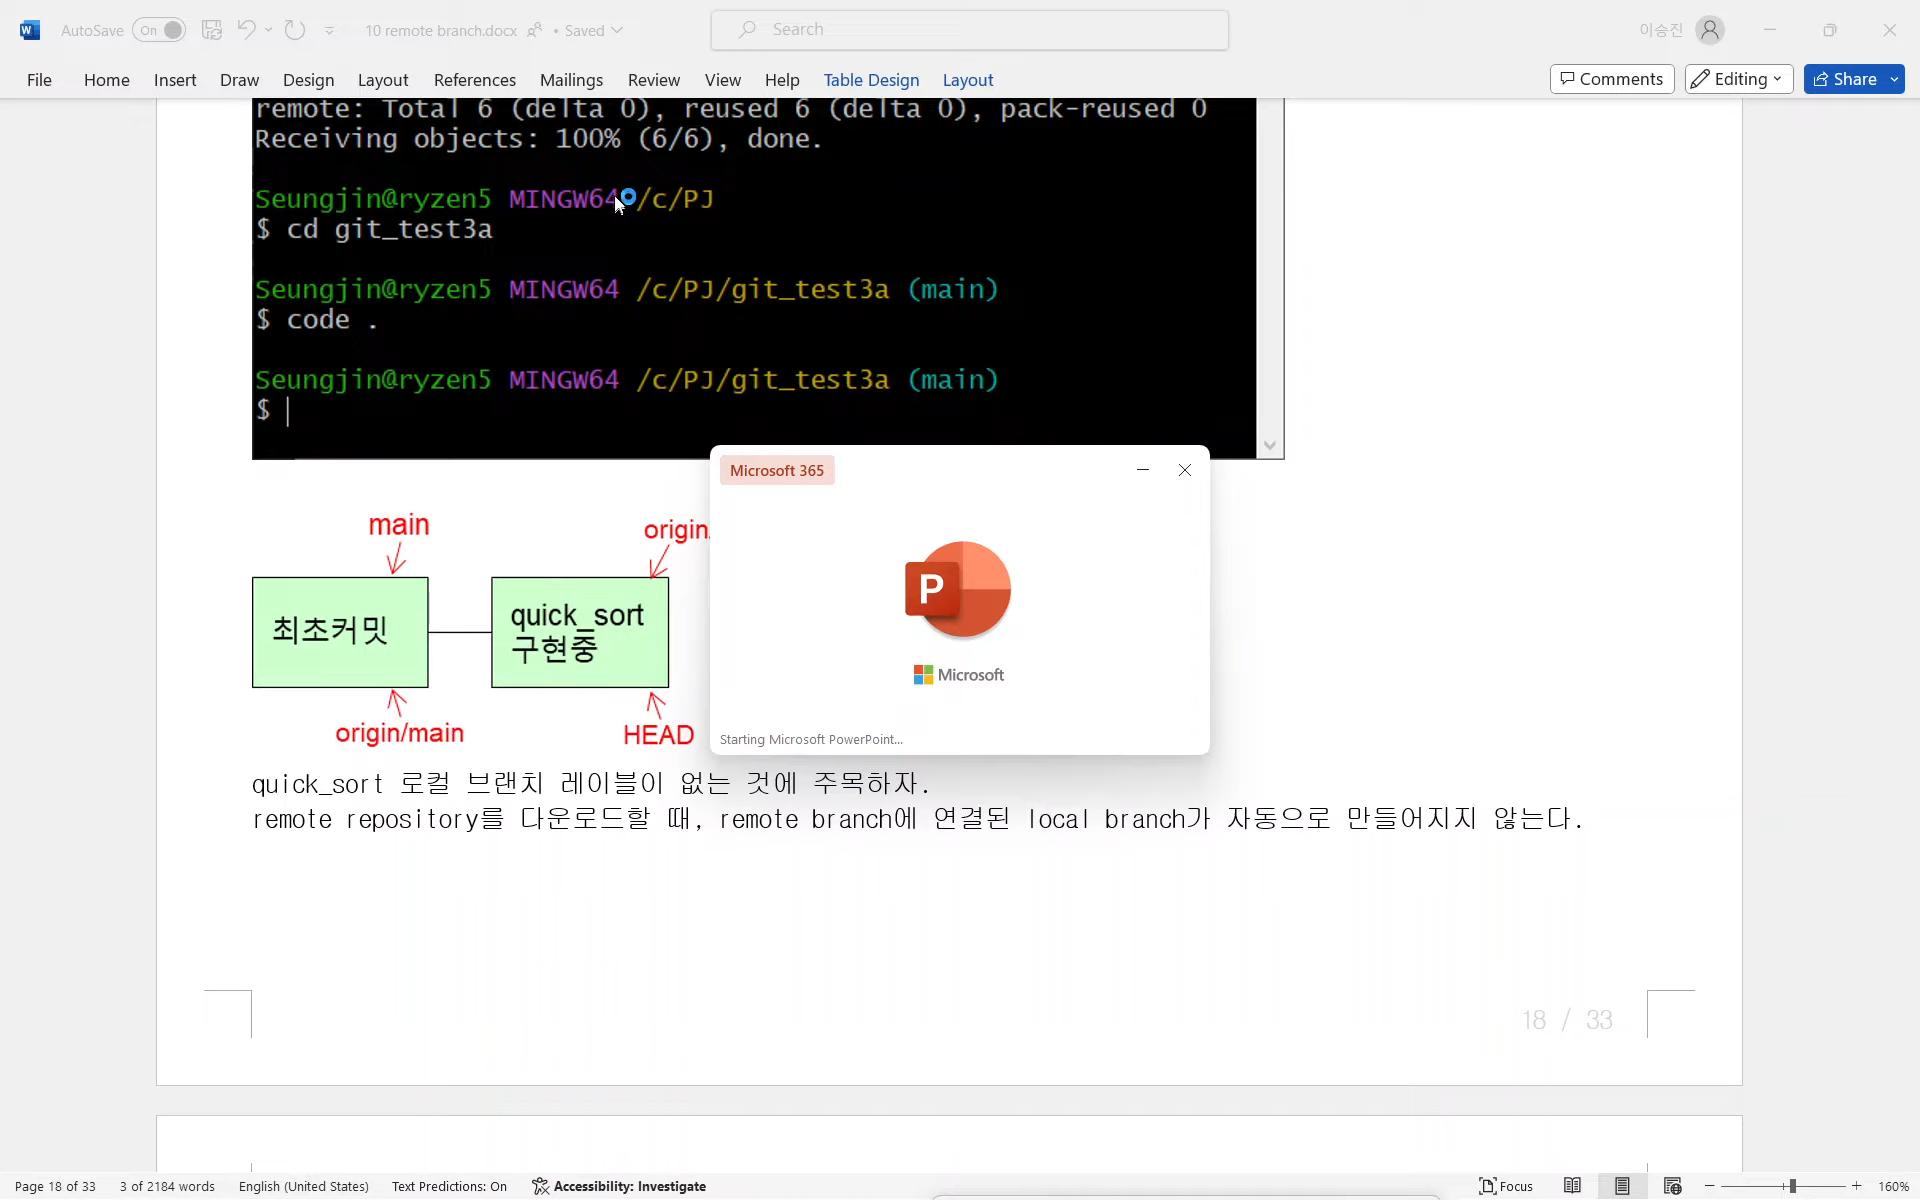 AutoSave On 10 remote branch.docx • Saved Search 이승진
File Home Insert Draw Design Layout References Mailings Review View Help Table Design Layout Comments Editing Share
remote: Total 6 (delta 0), reused 6 (delta 0), pack-reused 0
Receiving objects: 100% (6/6), done.
Seungjin@ryzen5 MINGW64 /c/PJ
$ cd git_test3a
Seungjin@ryzen5 MINGW64 /c/PJ/git_test3a (main)
$ code .
Seungjin@ryzen5 MINGW64 /c/PJ/git_test3a (main)
$
Microsoft 365
P
Microsoft
Starting Microsoft PowerPoint...
main
origin/
최초커밋
quick_sort
구현중
origin/main
HEAD
quick_sort 로컬 브랜치 레이블이 없는 것에 주목하자.
remote repository를 다운로드할 때, remote branch에 연결된 local branch가 자동으로 만들어지지 않는다.
18 / 33
Page 18 of 33 3 of 2184 words English (United States) Text Predictions: On Accessibility: Investigate Focus 160%